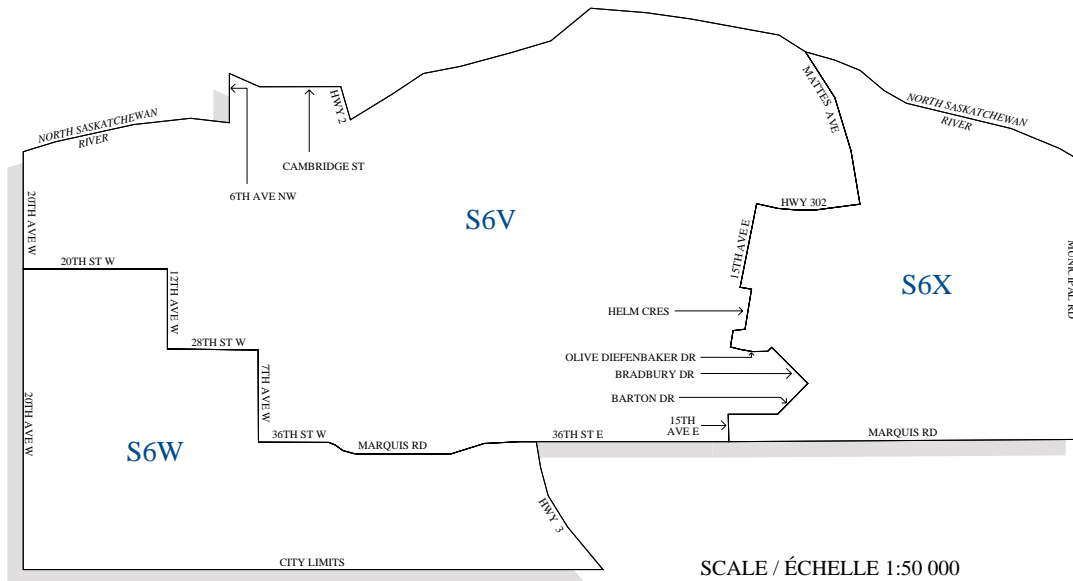 NORTH SASKATCHEWAN
RIVER
HWY 2
MATTES AVE
NORTH SASKATCHEWAN
RIVER
CAMBRIDGE ST
6TH AVE NW
20TH AVE W
S6V
HWY 302
15TH AVE E
MUNICIPAL RD
20TH ST W
12TH AVE W
S6X
HELM CRES
28TH ST W
OLIVE DIEFENBAKER DR
7TH AVE W
BRADBURY DR
20TH AVE W
BARTON DR
15TH
AVE E
36TH ST W
MARQUIS RD
36TH ST E
MARQUIS RD
S6W
HWY 3
CITY LIMITS
SCALE / ÉCHELLE 1:50 000